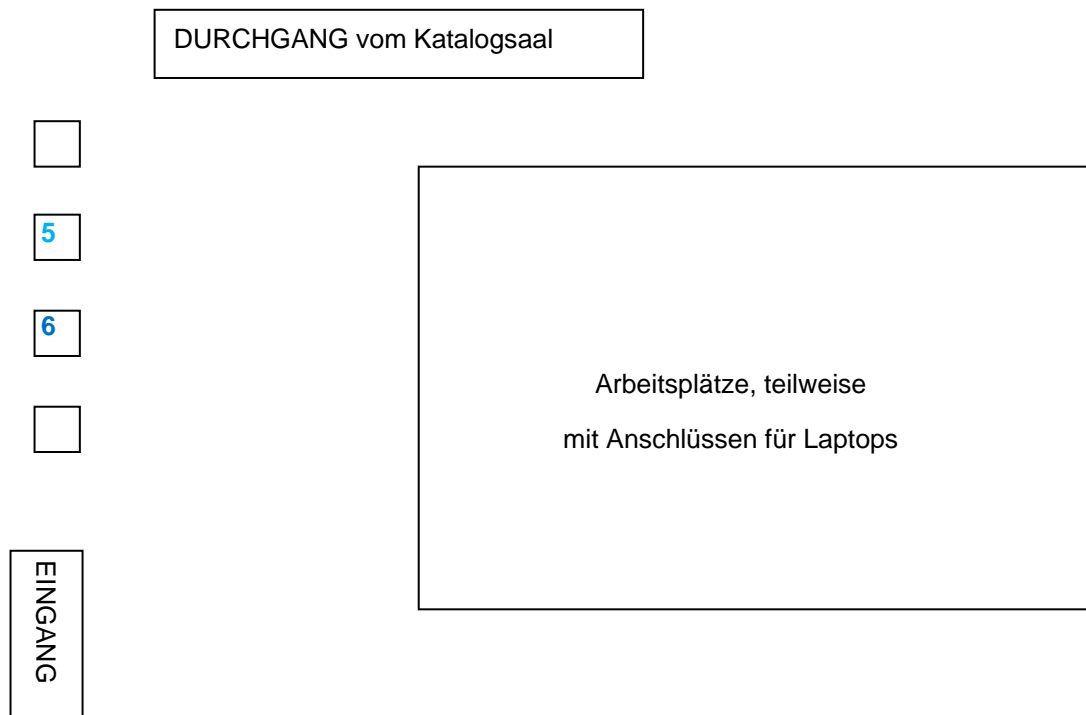 DURCHGANG vom Katalogsaal
5
6
Arbeitsplätze, teilweise
mit Anschlüssen für Laptops
EINGANG